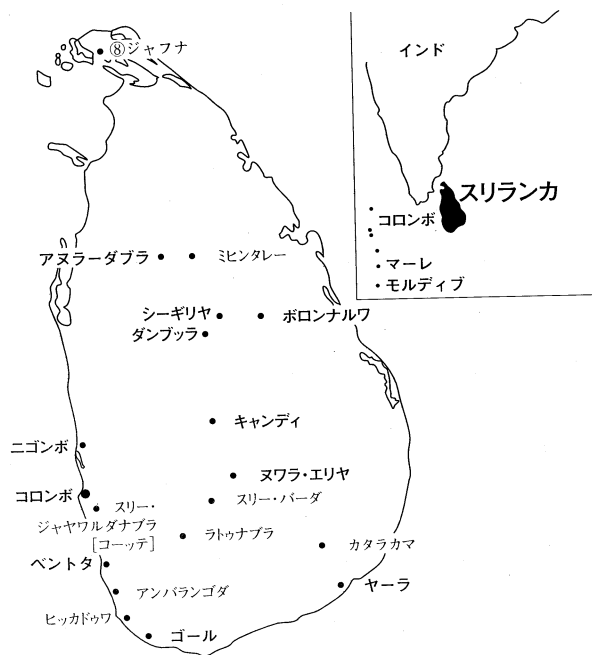 ⑧ジャフナ
インド
スリランカ
コロンボ
マーレ
モルディブ
アヌラーダプラ
ミヒンタレー
シーギリヤ
ポロンナルワ
ダンブッラ
キャンディ
ニゴンボ
ヌワラ・エリヤ
コロンボ
スリー・パーダ
スリー・
ジャヤワルダナプラ
[コーッテ]
ラトゥナプラ
カタラカマ
ベントタ
アンバランゴダ
ヤーラ
ヒッカドゥワ
ゴール